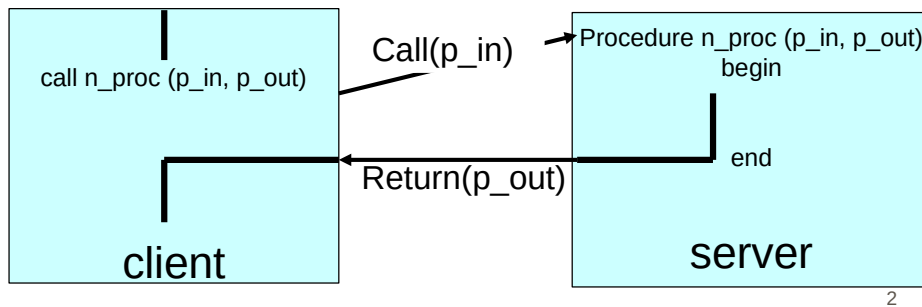 call n_proc (p_in, p_out)
Call(p_in)
Procedure n_proc (p_in, p_out)
begin
end
Return(p_out)
client
server
2